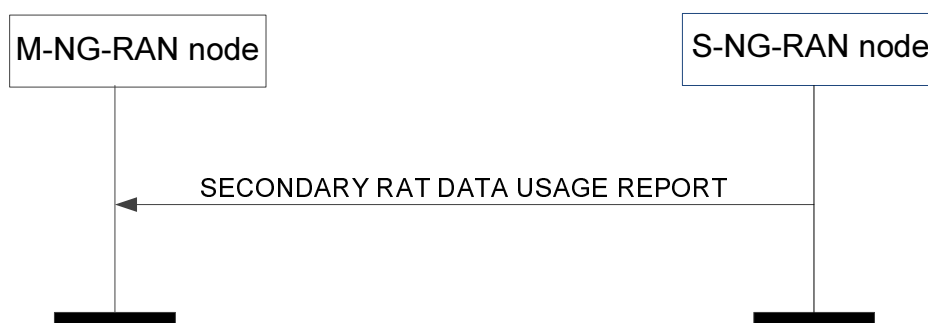 M-NG-RAN node
S-NG-RAN node
SECONDARY RAT DATA USAGE REPORT